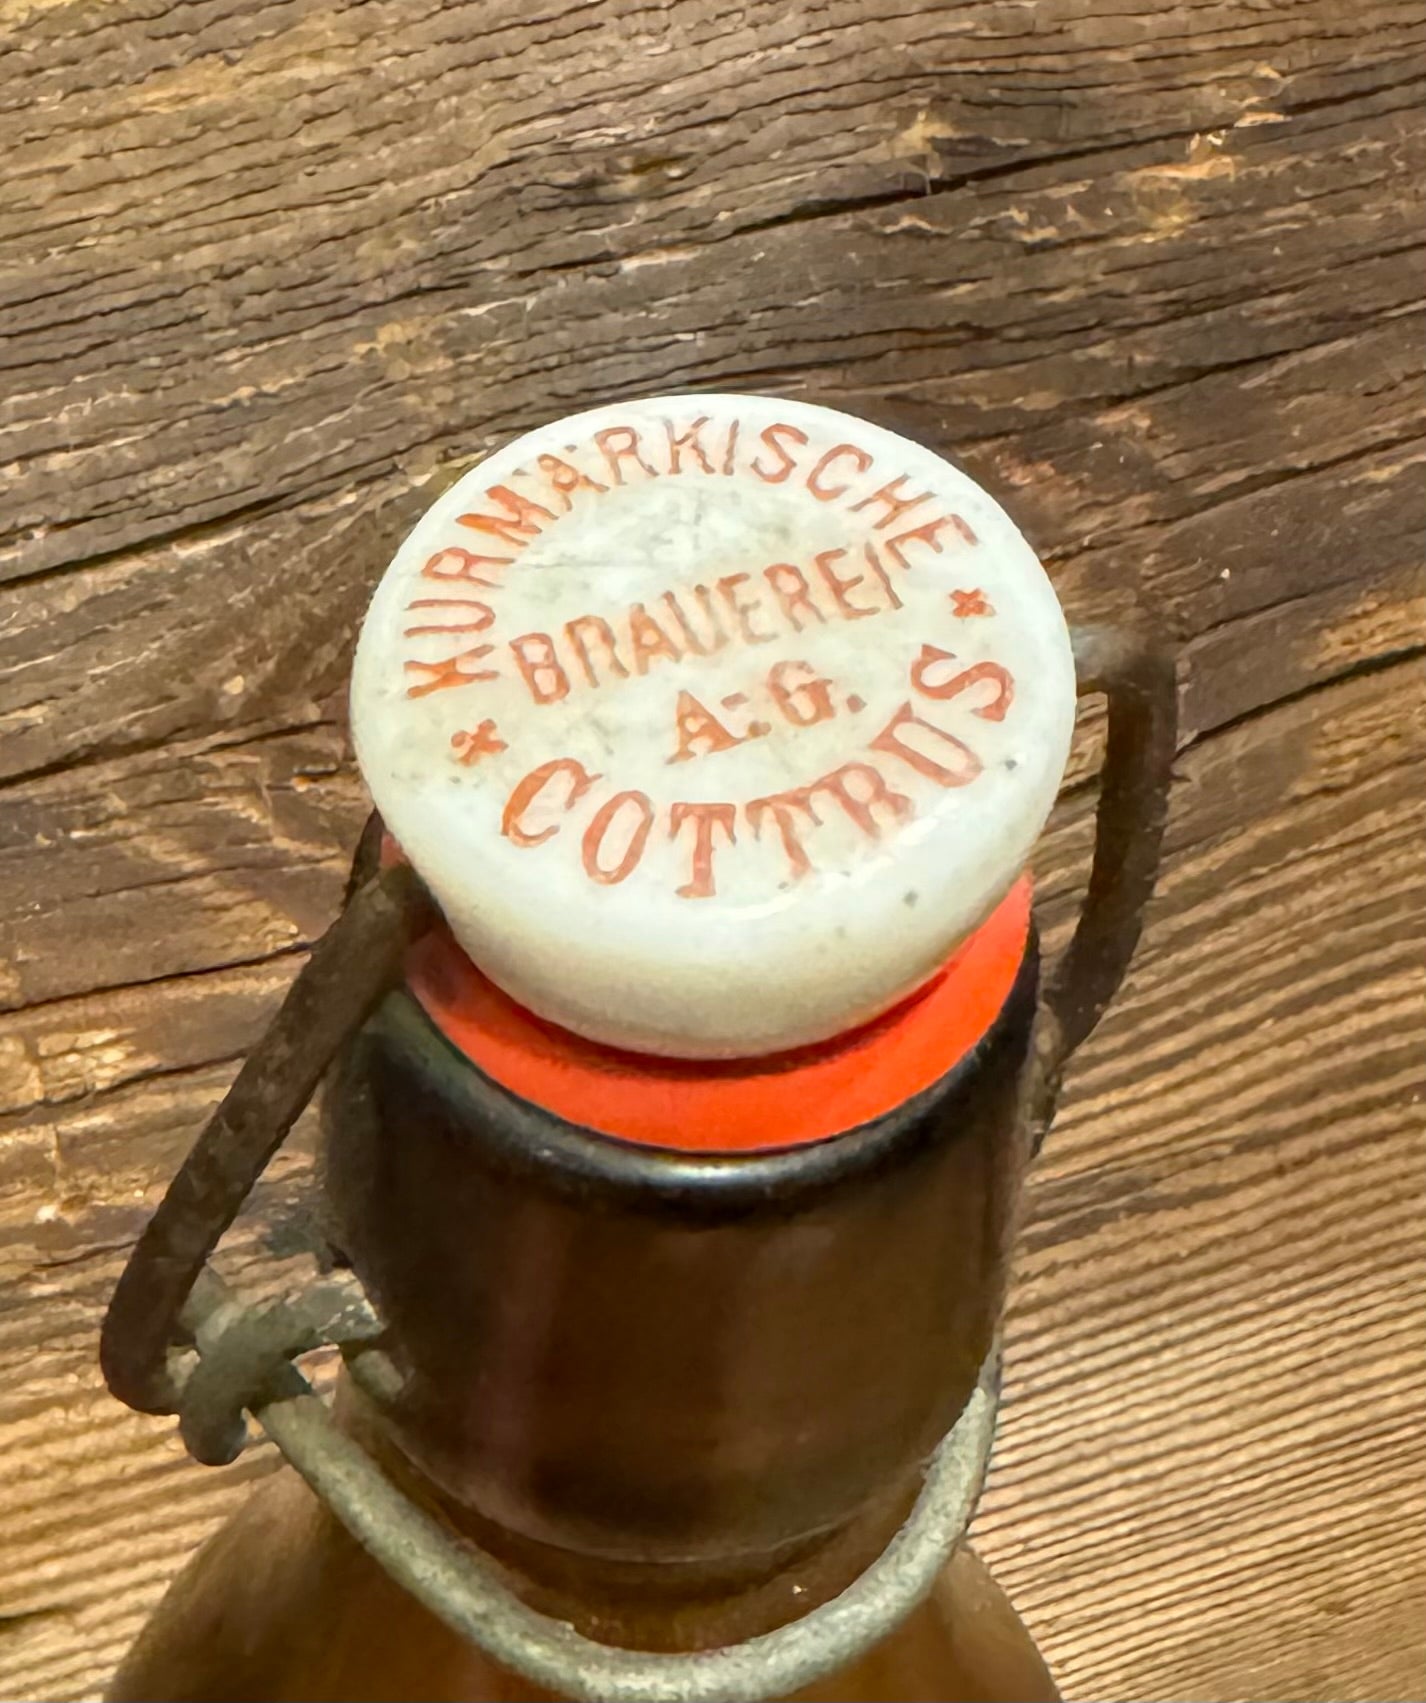 KURMÄRKISCHE
BRAUEREI
A:G.
* COTTBUS *